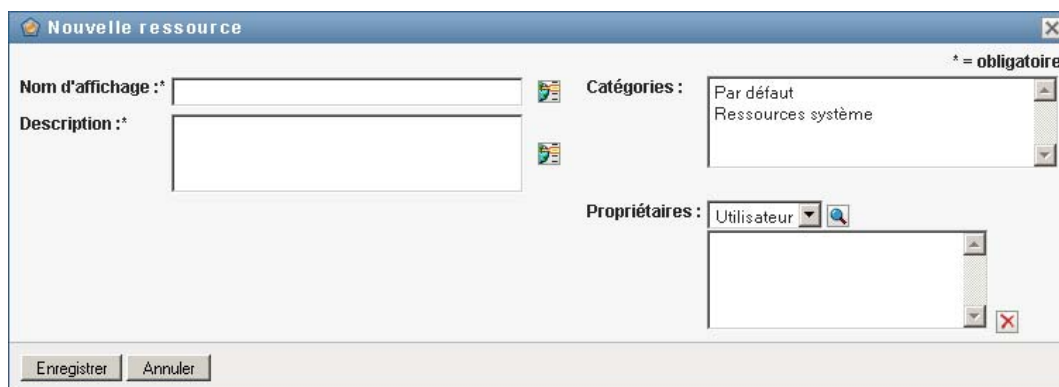 Nouvelle ressource
* = obligatoire
Nom d'affichage :*
Description :*
Catégories :
Par défaut
Ressources système
Propriétaires :
Utilisateur
Enregistrer
Annuler